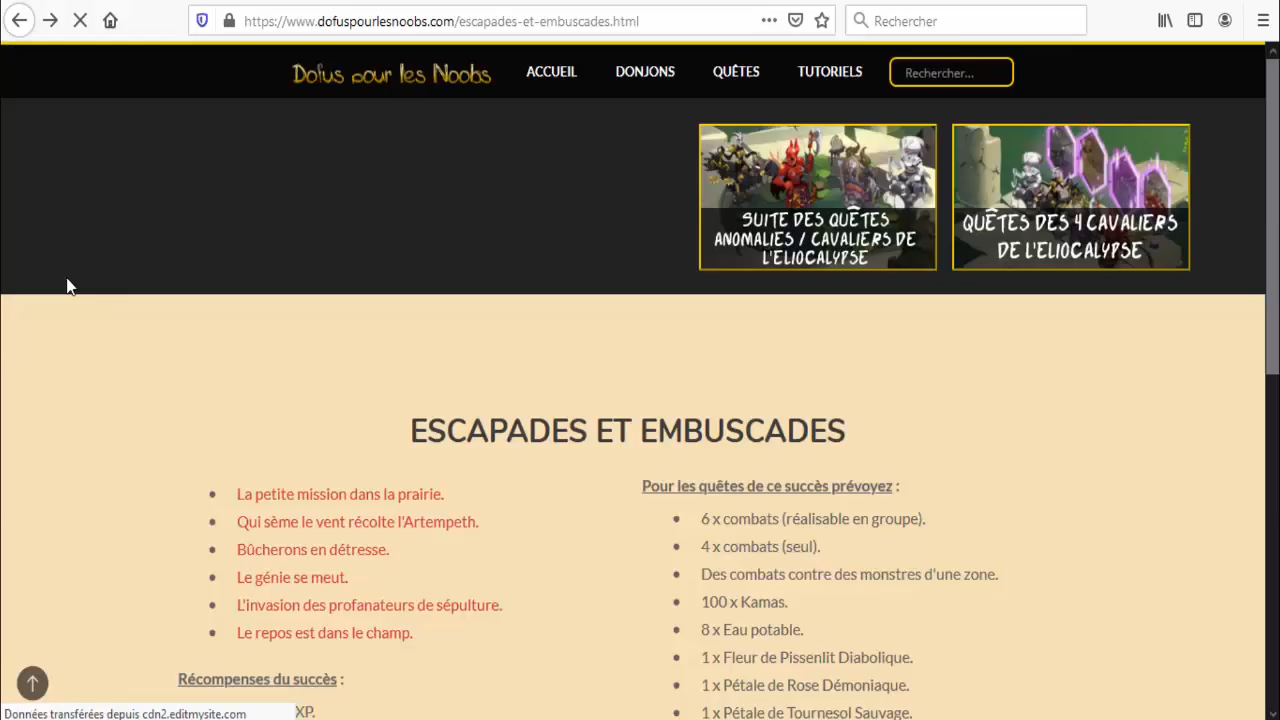 https://www.dofuspourlesnoobs.com/escapades-et-embuscades.html
Rechercher
Dofus pour les Noobs
ACCUEIL
DONJONS
QUÊTES
TUTORIELS
Rechercher...
SUITE DES QUÊTES
ANOMALIES / CAVALIERS DE
L'ELIOCALYPSE
QUÊTES DES 4 CAVALIERS
DE L'ELIOCALYPSE
ESCAPADES ET EMBUSCADES
La petite mission dans la prairie.
Qui sème le vent récolte l'Artempeth.
Bûcherons en détresse.
Le génie se meut.
L'invasion des profanateurs de sépulture.
Le repos est dans le champ.
Récompenses du succès :
XP.
Pour les quêtes de ce succès prévoyez :
6 x combats (réalisable en groupe).
4 x combats (seul).
Des combats contre des monstres d'une zone.
100 x Kamas.
8 x Eau potable.
1 x Fleur de Pissenlit Diabolique.
1 x Pétale de Rose Démoniaque.
1 x Pétale de Tournesol Sauvage.
Données transférées depuis cdn2.editmysite.com